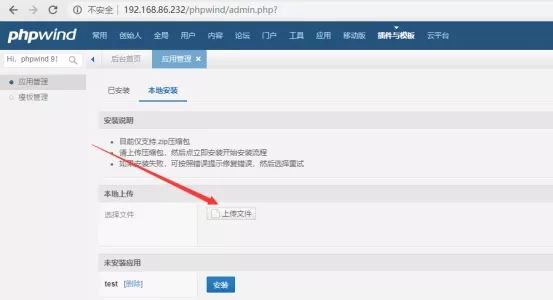 不安全 | 192.168.86.232/phpwind/admin.php?
phpwind 常用 创始人 全局 用户 内容 论坛 门户 工具 应用 移动版 插件与模板 云平台
Hi, phpwind 9! 后台首页 应用管理 ×
应用管理
模板管理
已安装 本地安装
安装说明
目前仅支持.zip压缩包
请上传压缩包，然后点立即安装开始安装流程
如果安装失败，可按照错误提示修复错误，然后选择重试
本地上传
选择文件 上传文件
未安装应用
test [删除] 安装